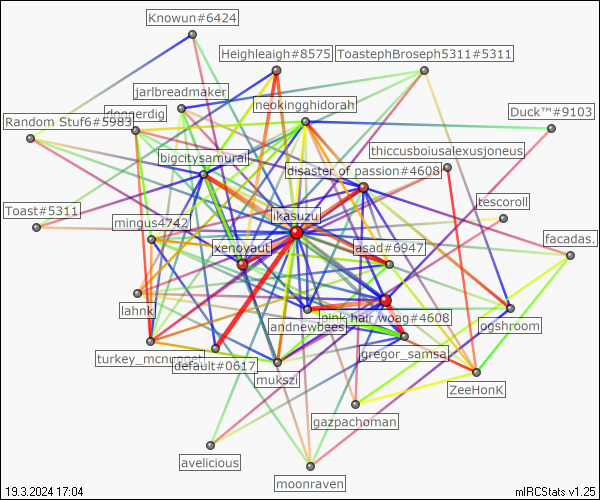 Knowun#6424
Heighleaigh#8575
ToastephBroseph5311#5311
jarlbreadmaker
neokingghidorah
Duck™#9103
Random Stuf6#5983
doggerdig
thiccusboiusalexusjoneus
bigcitysamurai
disaster of passion#4608
tescoroll
Toast#5311
ikasuzu
mingus4742
facadas.
xenoyaut
asad#6947
lahnk
pink hair woag#4608
andnewbees
ogshroom
turkey_mcnugget
default#0617
gregor_samsa
mukszi
ZeeHonK
gazpachoman
avelicious
moonraven
19.3.2024 17:04
mIRCStats v1.25